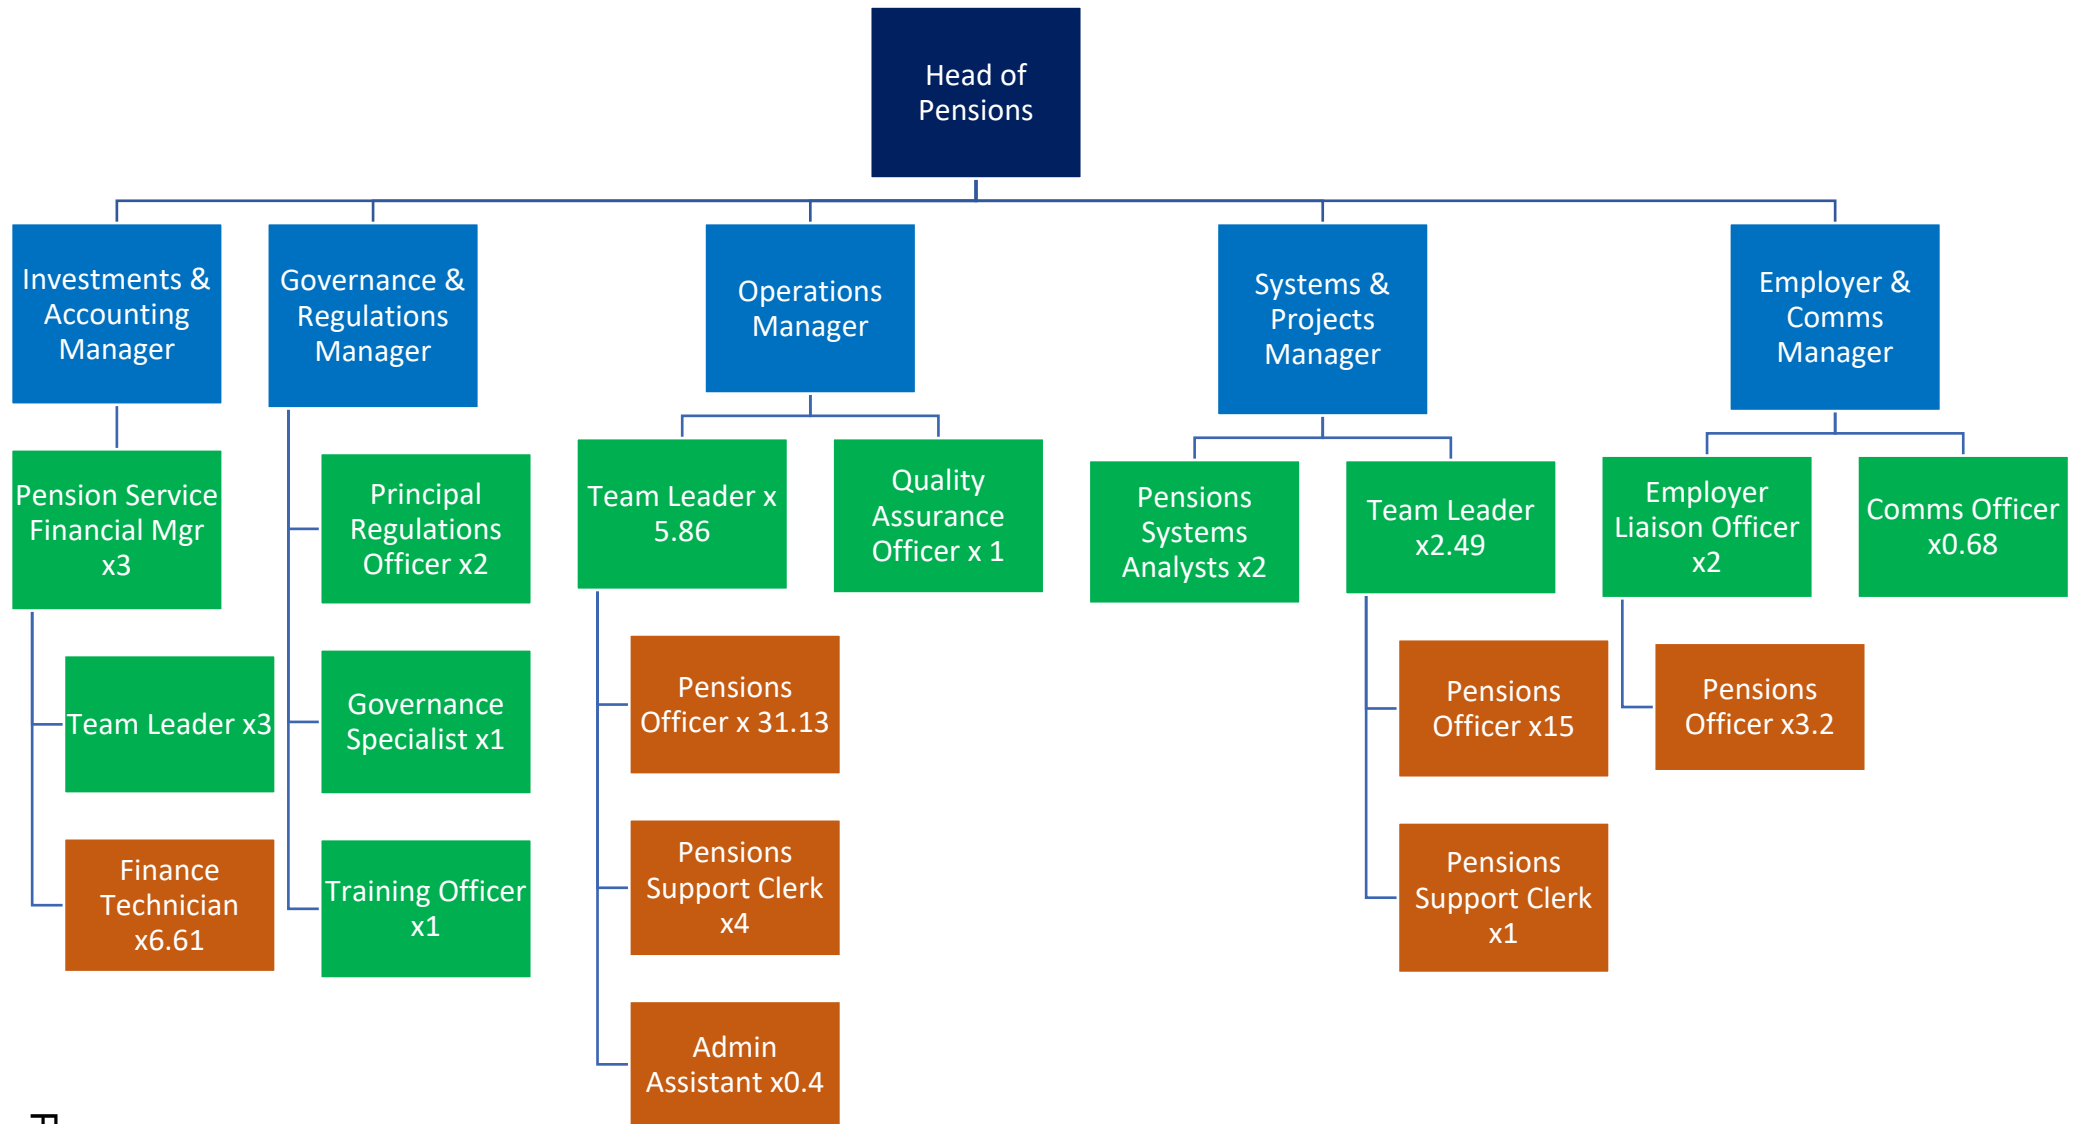 Head of
Pensions
Investments &
Accounting
Manager
Governance &
Regulations
Manager
Operations
Manager
Systems &
Projects
Manager
Employer &
Comms
Manager
Pension Service
Financial Mgr
x3
Team Leader x3
Finance
Technician
x6.61
Principal
Regulations
Officer x2
Governance
Specialist x1
Training Officer
x1
Team Leader x
5.86
Quality
Assurance
Officer x 1
Pensions
Officer x 31.13
Pensions
Support Clerk
x4
Admin
Assistant x0.4
Pensions
Systems
Analysts x2
Team Leader
x2.49
Pensions
Officer x15
Pensions
Support Clerk
x1
Employer
Liaison Officer
x2
Comms Officer
x0.68
Pensions
Officer x3.2